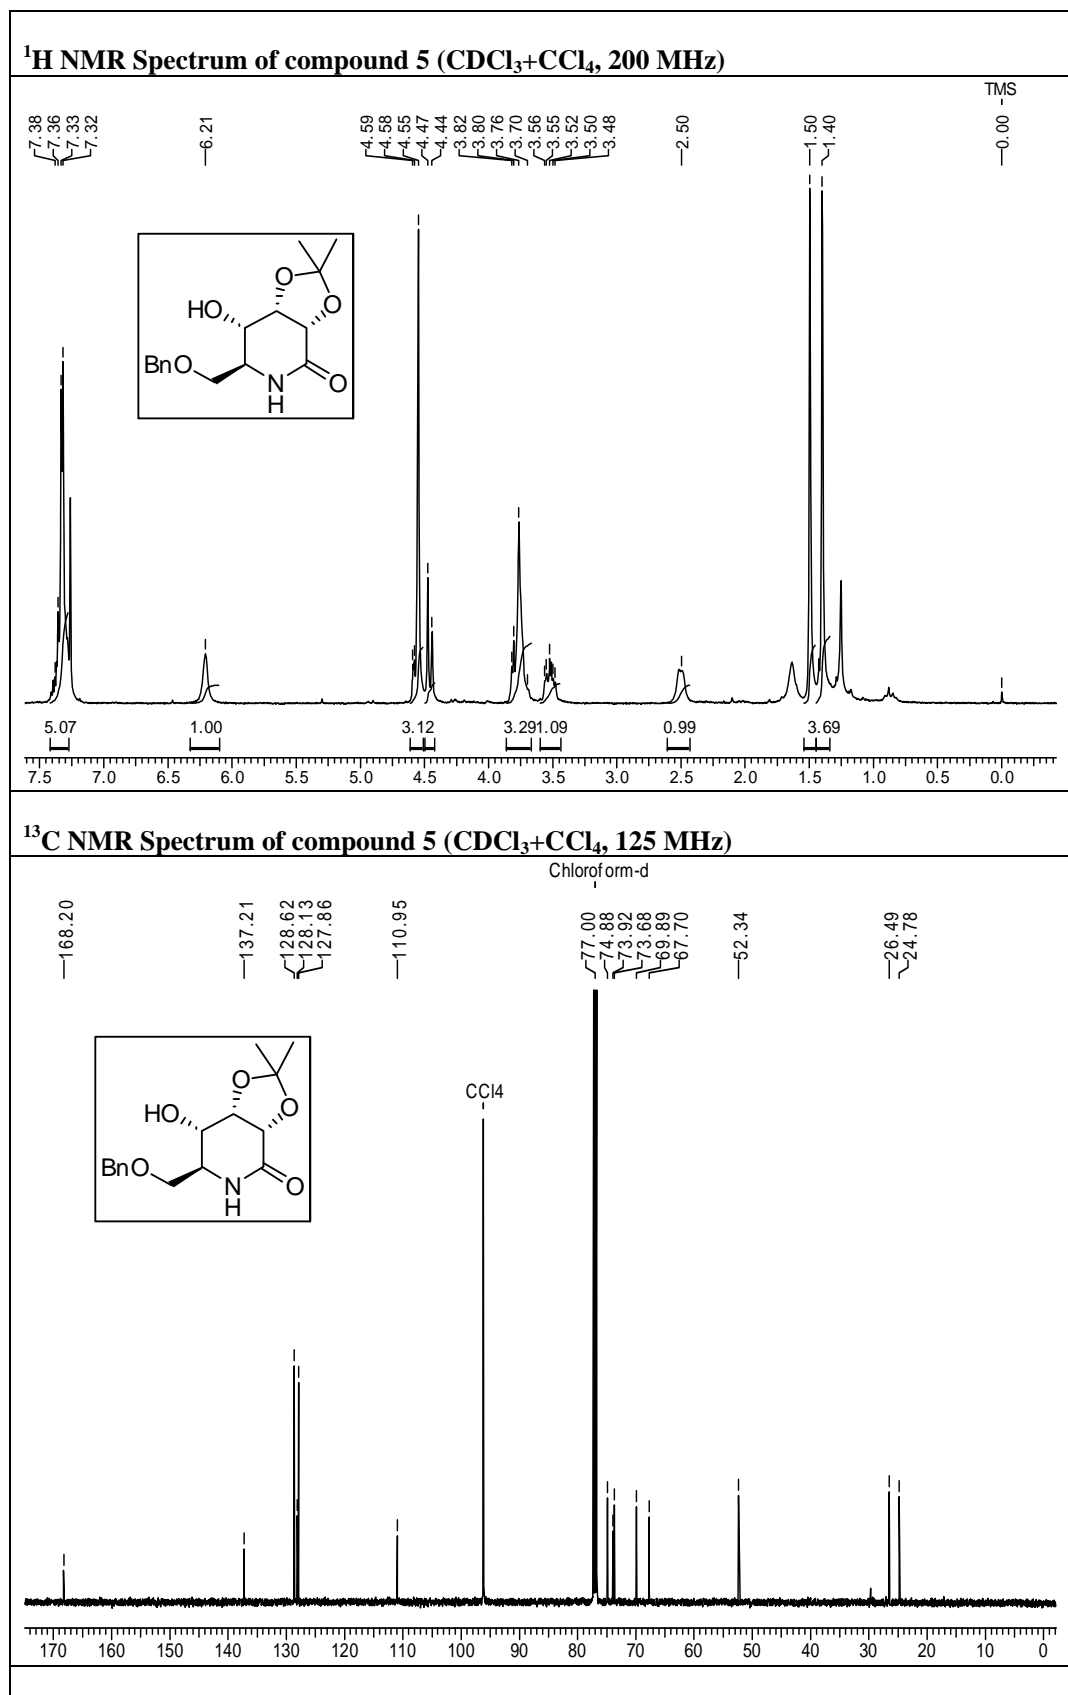 ¹H NMR Spectrum of compound 5 (CDCl₃+CCl₄, 200 MHz)
TMS
7.38 7.36 7.33 7.32 6.21 4.59 4.58 4.55 4.47 4.44 3.82 3.80 3.76 3.70 3.56 3.55 3.52 3.50 3.48 2.50 1.50 1.40 0.00
O
HO
O
BnO
N
H
O
5.07 1.00 3.12 3.29 1.09 0.99 3.69
7.5 7.0 6.5 6.0 5.5 5.0 4.5 4.0 3.5 3.0 2.5 2.0 1.5 1.0 0.5 0.0
¹³C NMR Spectrum of compound 5 (CDCl₃+CCl₄, 125 MHz)
Chloroform-d
168.20 137.21 128.62 128.13 127.86 110.95 77.00 74.88 73.92 73.68 69.89 67.70 52.34 26.49 24.78
CCl4
O
HO
O
BnO
N
H
O
170 160 150 140 130 120 110 100 90 80 70 60 50 40 30 20 10 0